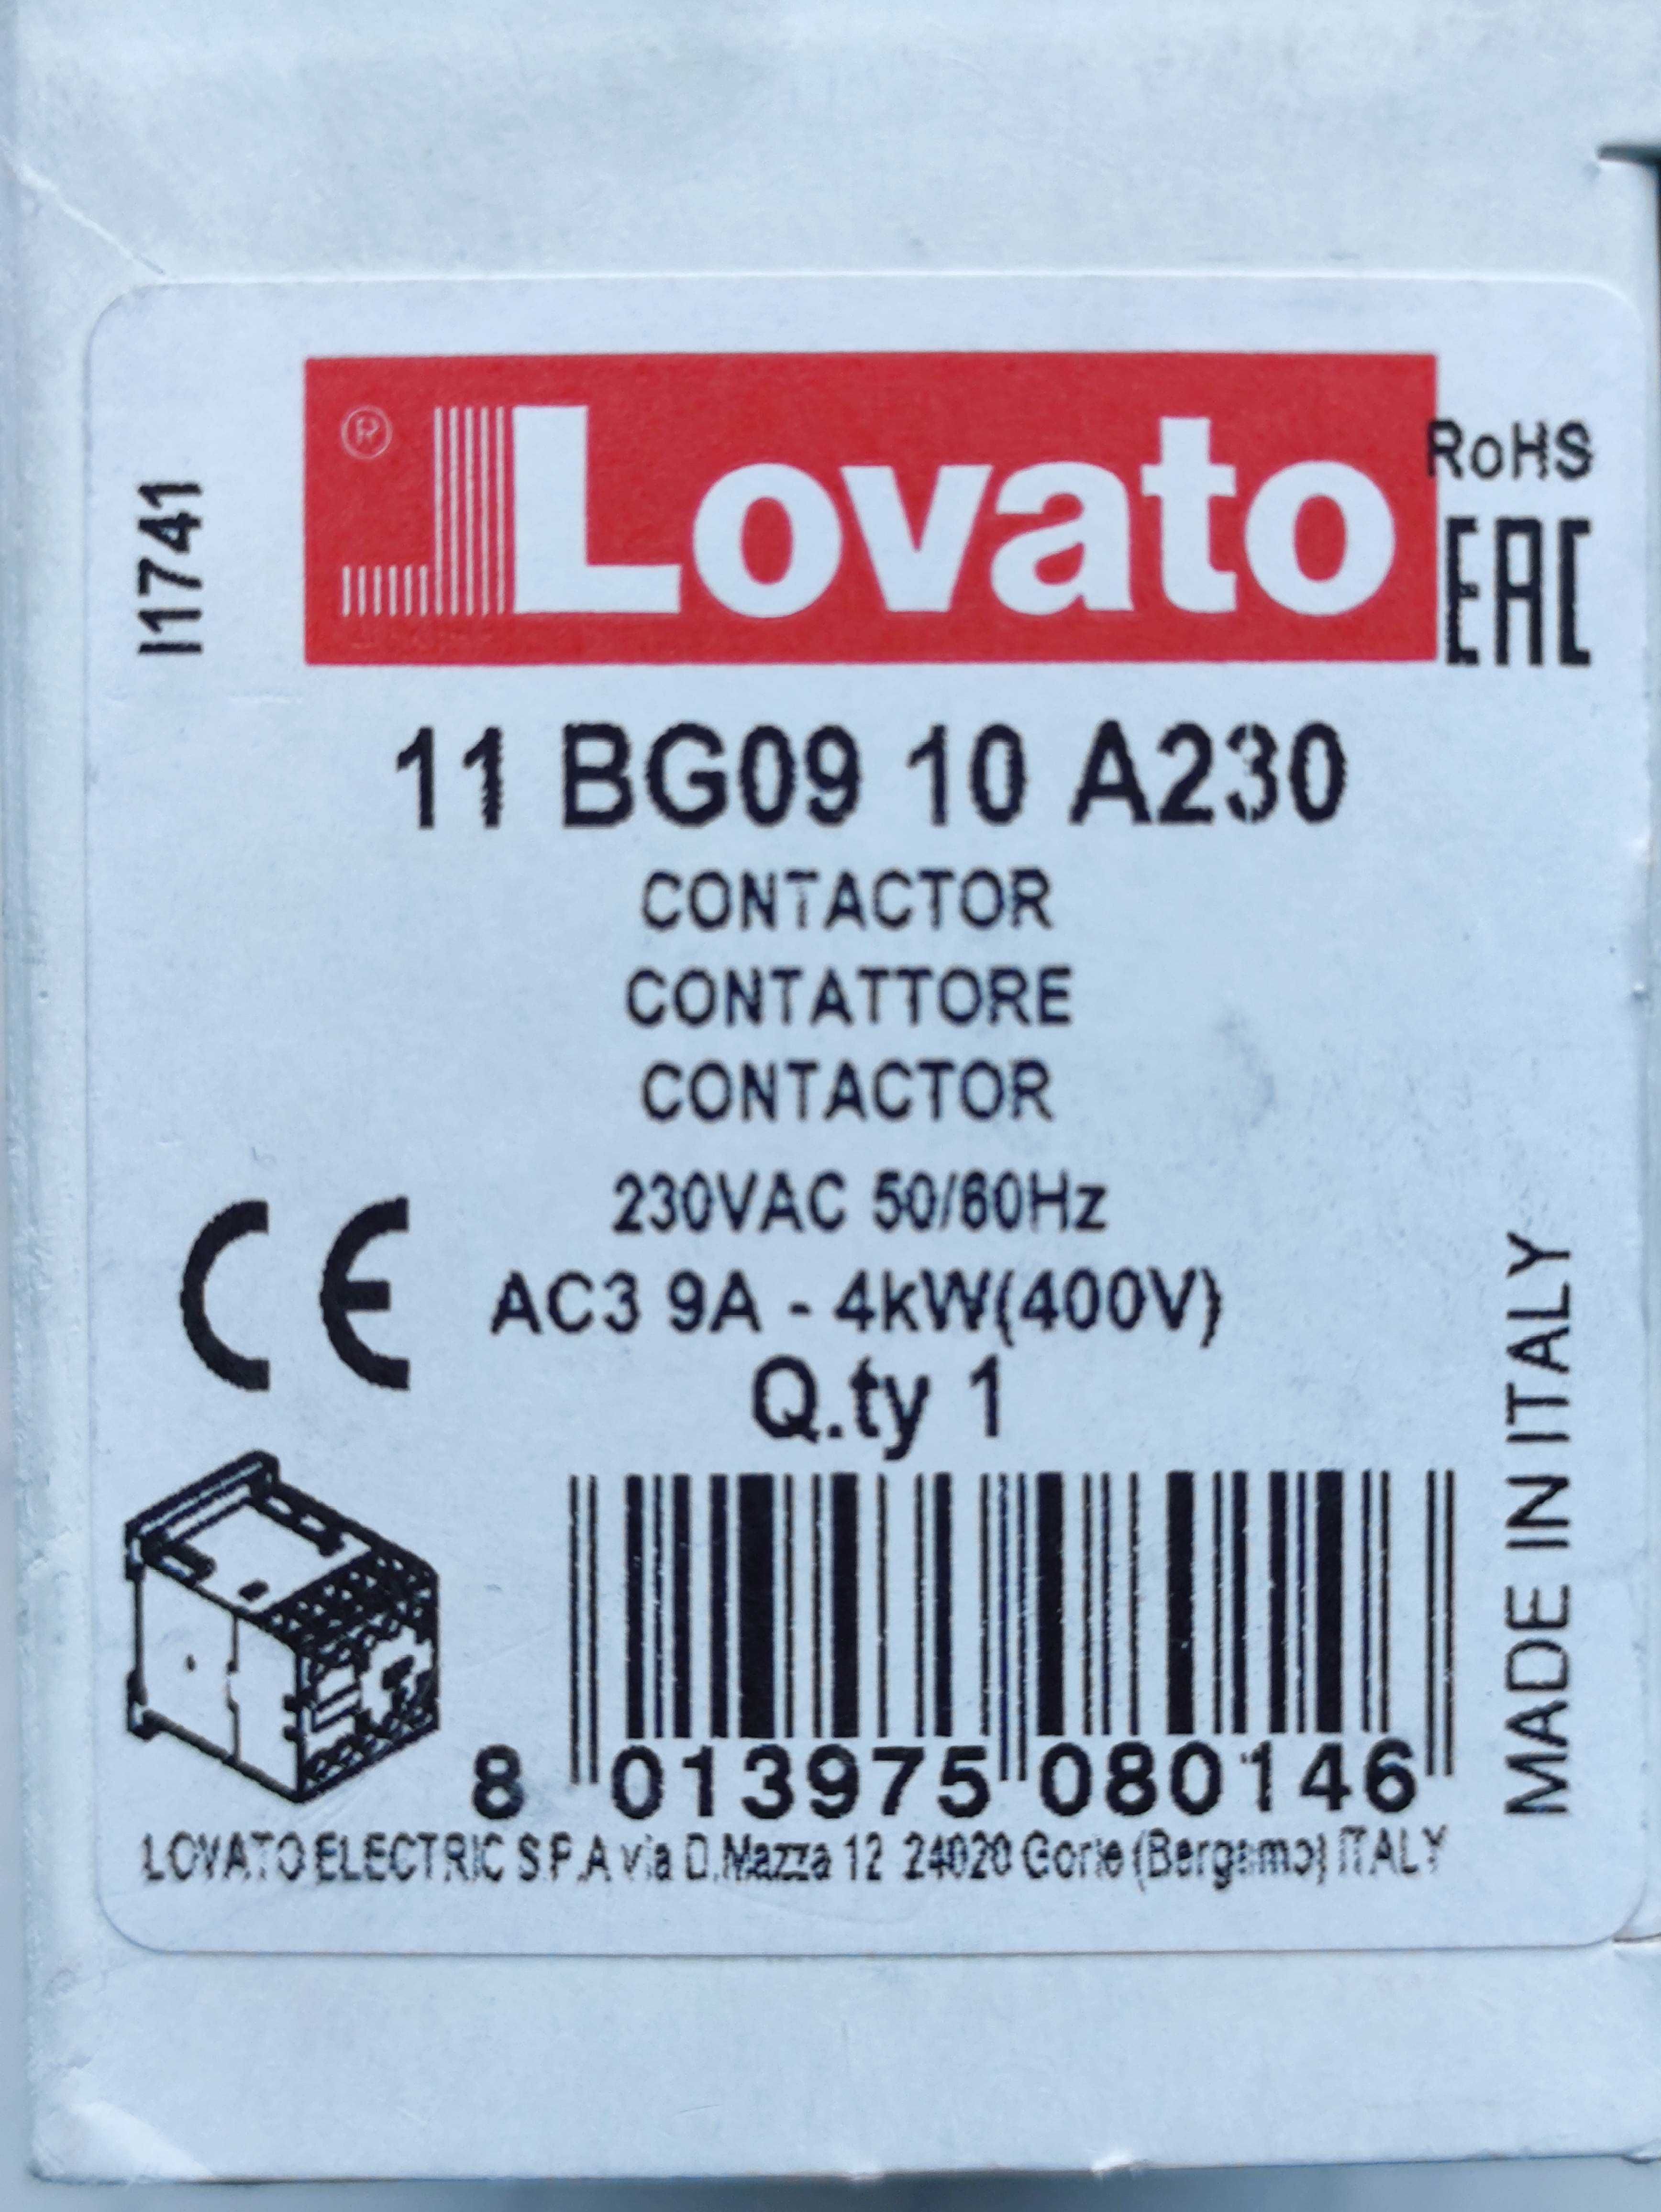 ®
Lovato
RoHS
EAC
I1741
11 BG09 10 A230
CONTACTOR
CONTATTORE
CONTACTOR
230VAC 50/60Hz
CE
AC3 9A - 4kW(400V)
Q.ty 1
MADE IN ITALY
8 013975 080146
LOVATO ELECTRIC S.P.A via D.Mazza 12 24020 Gorle (Bergamo) ITALY